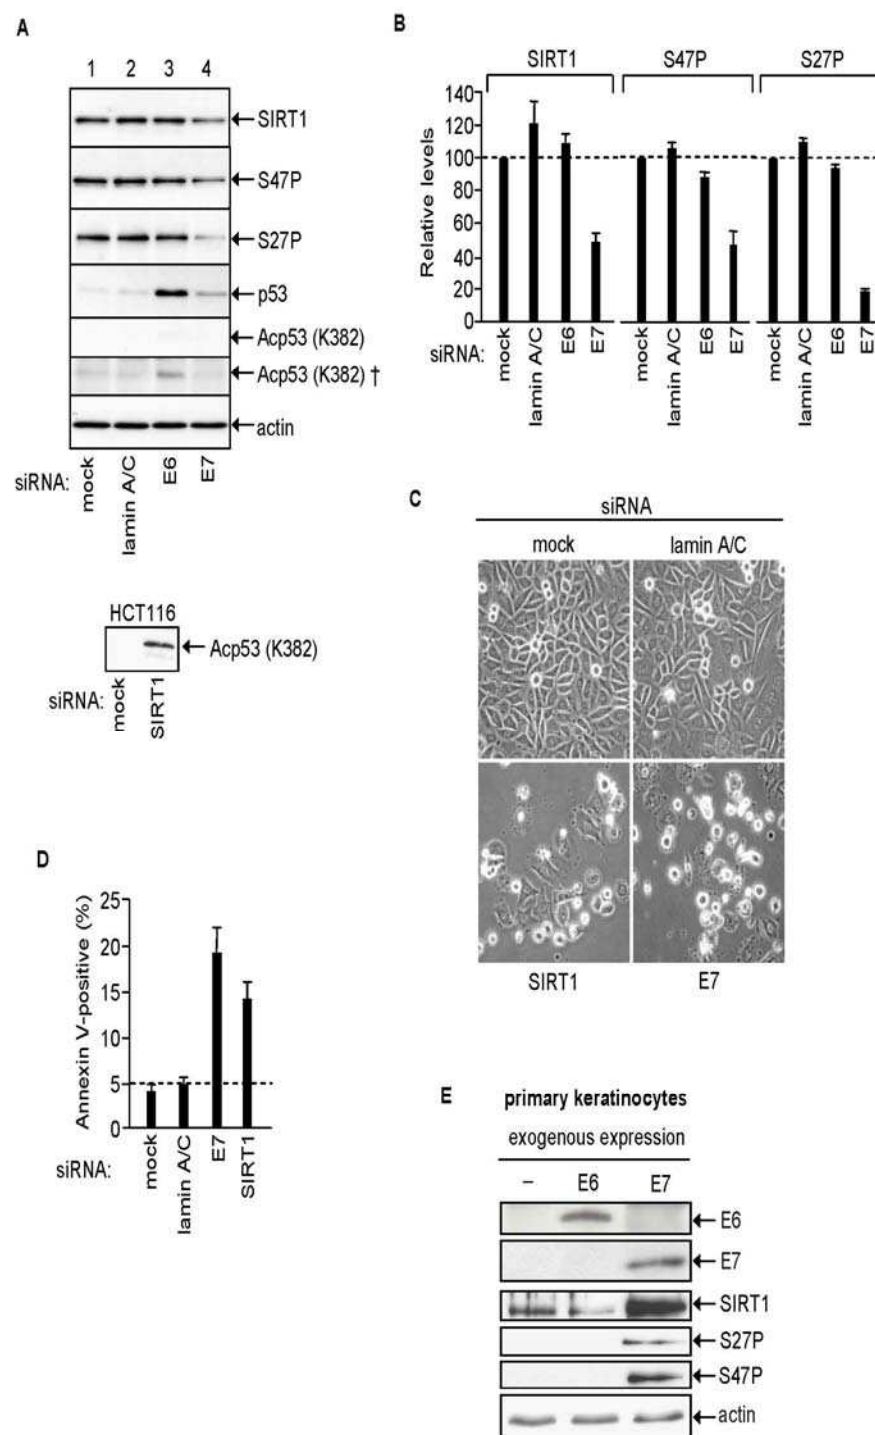 A
1 2 3 4
SIRT1
S47P
S27P
p53
Acp53 (K382)
Acp53 (K382) †
actin
siRNA: mock lamin A/C E6 E7
HCT116
Acp53 (K382)
siRNA: mock SIRT1
B
SIRT1 S47P S27P
Relative levels
140
120
100
80
60
40
20
0
siRNA: mock lamin A/C E6 E7 mock lamin A/C E6 E7 mock lamin A/C E6 E7
C
siRNA
mock lamin A/C
SIRT1 E7
D
Annexin V-positive (%)
25
20
15
10
5
0
siRNA: mock lamin A/C E7 SIRT1
E
primary keratinocytes
exogenous expression
– E6 E7
E6
E7
SIRT1
S27P
S47P
actin